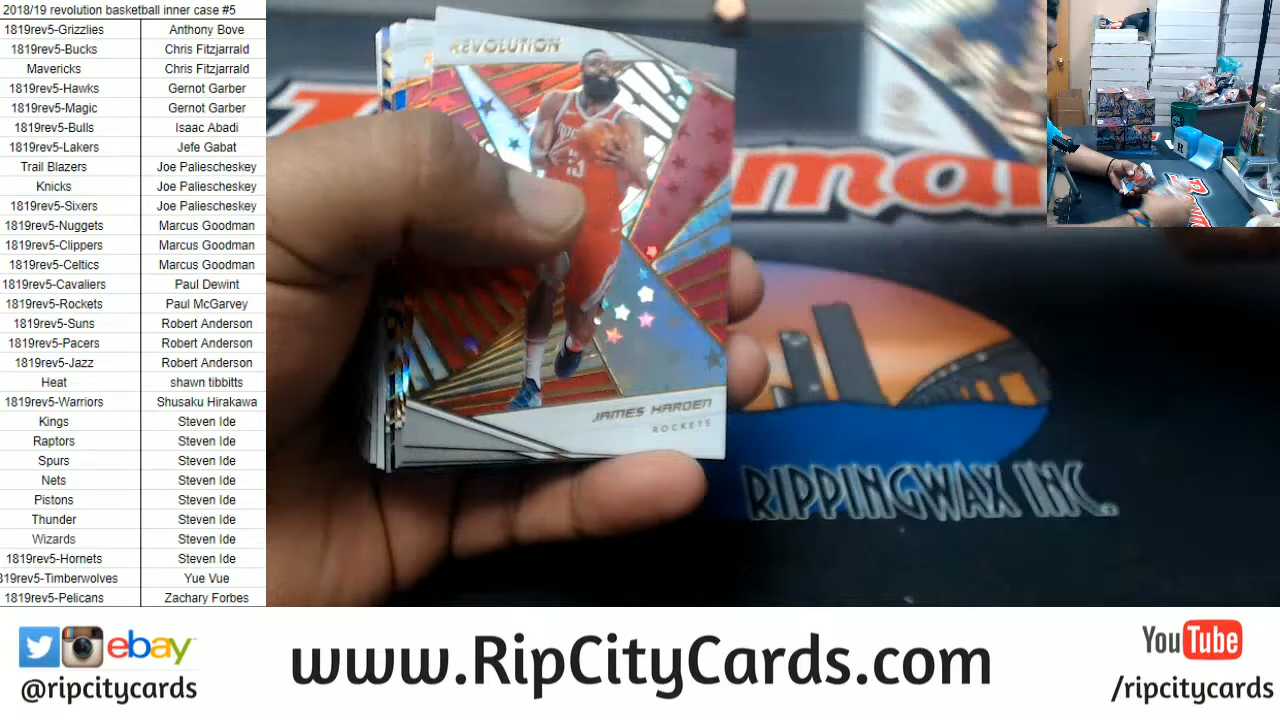 2018/19 revolution basketball inner case #5
1819rev5-Grizzlies Anthony Bove
1819rev5-Bucks Chris Fitzjarrald
Mavericks Chris Fitzjarrald
1819rev5-Hawks Gernot Garber
1819rev5-Magic Gernot Garber
1819rev5-Bulls Isaac Abadi
1819rev5-Lakers Jefe Gabat
Trail Blazers Joe Paliescheskey
Knicks Joe Paliescheskey
1819rev5-Sixers Joe Paliescheskey
1819rev5-Nuggets Marcus Goodman
1819rev5-Clippers Marcus Goodman
1819rev5-Celtics Marcus Goodman
1819rev5-Cavaliers Paul Dewint
1819rev5-Rockets Paul McGarvey
1819rev5-Suns Robert Anderson
1819rev5-Pacers Robert Anderson
1819rev5-Jazz Robert Anderson
Heat shawn tibbitts
1819rev5-Warriors Shusaku Hirakawa
Kings Steven Ide
Raptors Steven Ide
Spurs Steven Ide
Nets Steven Ide
Pistons Steven Ide
Thunder Steven Ide
Wizards Steven Ide
1819rev5-Hornets Steven Ide
819rev5-Timberwolves Yue Vue
1819rev5-Pelicans Zachary Forbes
REVOLUTION
JAMES HARDEN
ROCKETS
RIPPINGWAX INC.
ebay
@ripcitycards
www.RipCityCards.com
YouTube
/ripcitycards